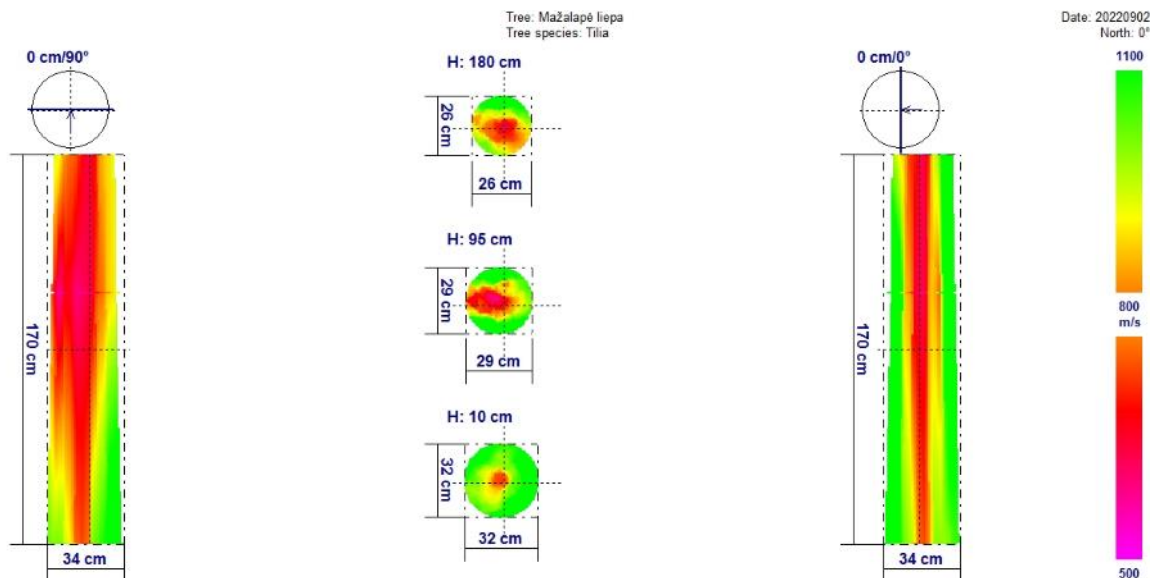 Tree: Mažalapė liepa
Tree species: Tilia
Date: 20220902
North: 0°
0 cm/90°
170 cm
34 cm
H: 180 cm
26 cm
26 cm
H: 95 cm
29 cm
29 cm
H: 10 cm
32 cm
32 cm
0 cm/0°
170 cm
34 cm
1100
800
m/s
500